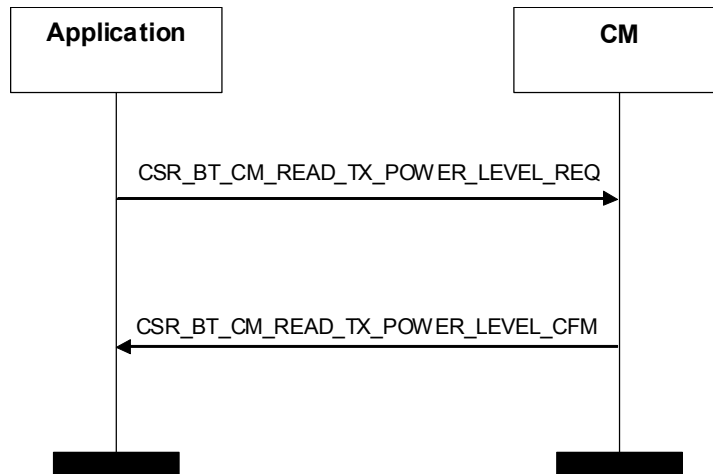 Application
CM
CSR_BT_CM_READ_TX_POWER_LEVEL_REQ
CSR_BT_CM_READ_TX_POWER_LEVEL_CFM